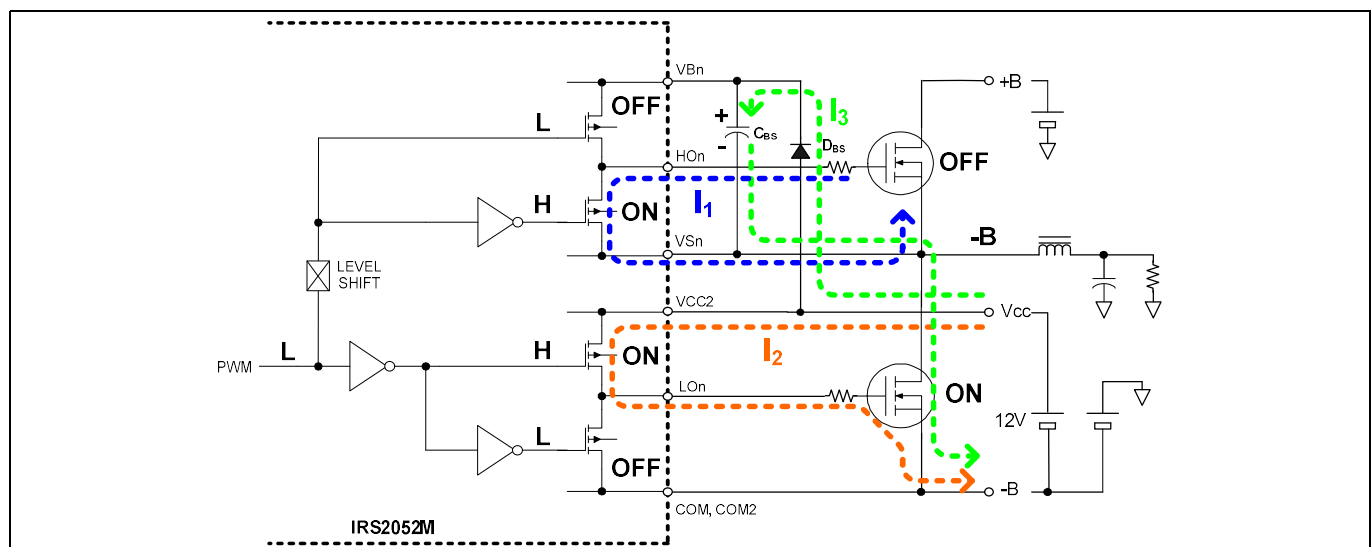 VBn
+B
OFF
I3
+
L
CBS
-
DBS
HOn
OFF
H
ON
I1
VSn
-B
LEVEL
SHIFT
VCC2
Vcc
H
ON
I2
PWM
L
LOn
ON
12V
L
OFF
-B
COM, COM2
IRS2052M